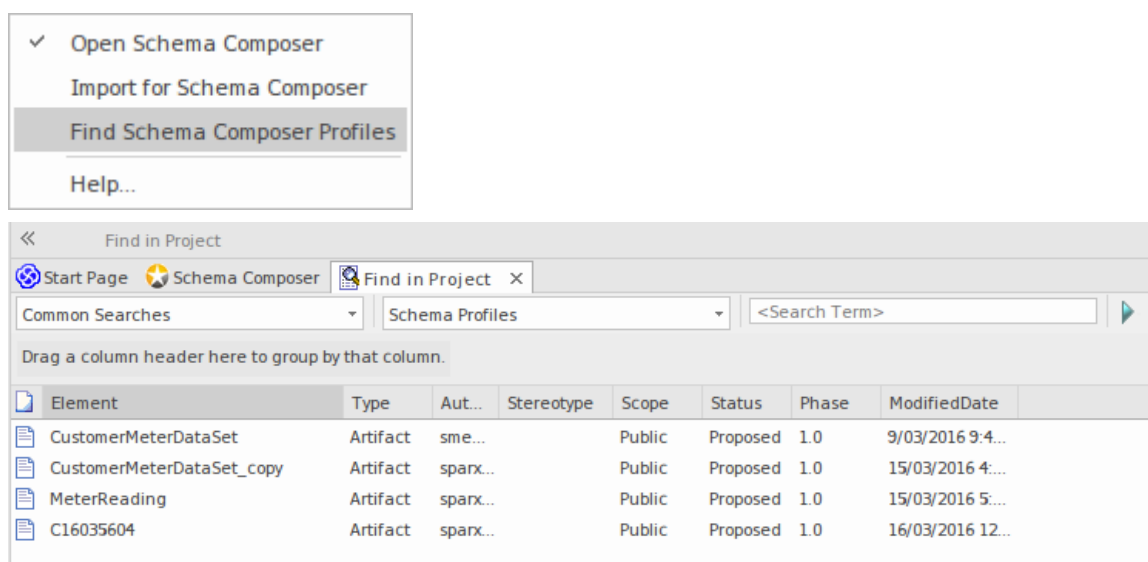 Open Schema Composer
Import for Schema Composer
Find Schema Composer Profiles
Help...
Find in Project
Start Page Schema Composer Find in Project
Common Searches Schema Profiles <Search Term>
Drag a column header here to group by that column.
Element Type Aut... Stereotype Scope Status Phase ModifiedDate
CustomerMeterDataSet Artifact sme... Public Proposed 1.0 9/03/2016 9:4...
CustomerMeterDataSet_copy Artifact sparx... Public Proposed 1.0 15/03/2016 4:...
MeterReading Artifact sparx... Public Proposed 1.0 15/03/2016 5:...
C16035604 Artifact sparx... Public Proposed 1.0 16/03/2016 12...